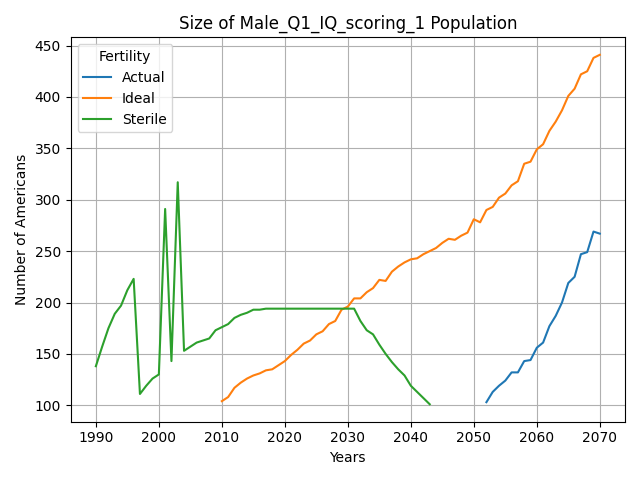 Size of Male_Q1_IQ_scoring_1 Population
Fertility
Actual
Ideal
Sterile
450
400
350
300
250
200
150
100
Number of Americans
1990 2000 2010 2020 2030 2040 2050 2060 2070
Years